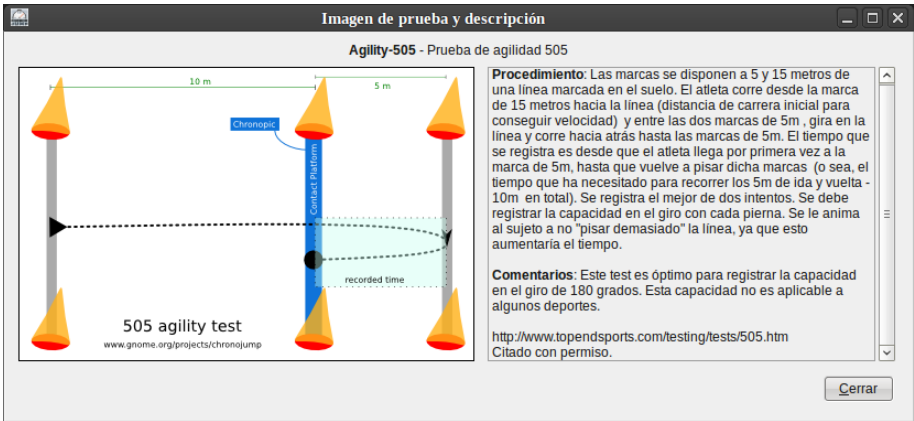 Imagen de prueba y descripción
Agility-505 - Prueba de agilidad 505
10 m
5 m
Chronopic
Contact Platform
recorded time
505 agility test
www.gnome.org/projects/chronojump
Procedimiento: Las marcas se disponen a 5 y 15 metros de
una línea marcada en el suelo. El atleta corre desde la marca
de 15 metros hacia la línea (distancia de carrera inicial para
conseguir velocidad)  y entre las dos marcas de 5m , gira en la
línea y corre hacia atrás hasta las marcas de 5m. El tiempo que
se registra es desde que el atleta llega por primera vez a la
marca de 5m, hasta que vuelve a pisar dicha marcas  (o sea, el
tiempo que ha necesitado para recorrer los 5m de ida y vuelta -
10m  en total). Se registra el mejor de dos intentos. Se debe
registrar la capacidad en el giro con cada pierna. Se le anima
al sujeto a no "pisar demasiado" la línea, ya que esto
aumentaría el tiempo.
Comentarios: Este test es óptimo para registrar la capacidad
en el giro de 180 grados. Esta capacidad no es aplicable a
algunos deportes.
http://www.topendsports.com/testing/tests/505.htm
Citado con permiso.
Cerrar